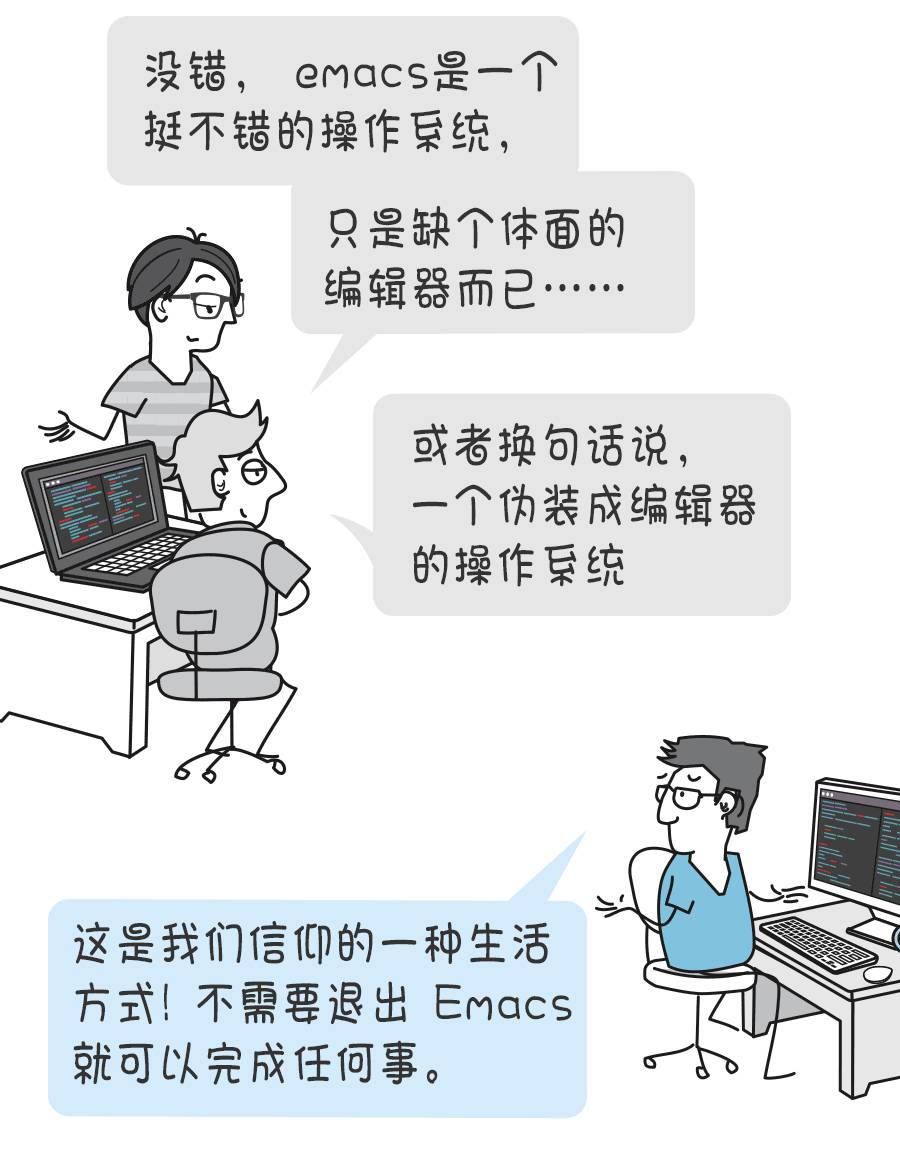 没错， emacs是一个
挺不错的操作系统，
只是缺个体面的
编辑器而已……
或者换句话说，
一个伪装成编辑器
的操作系统
这是我们信仰的一种生活
方式！不需要退出 Emacs
就可以完成任何事。